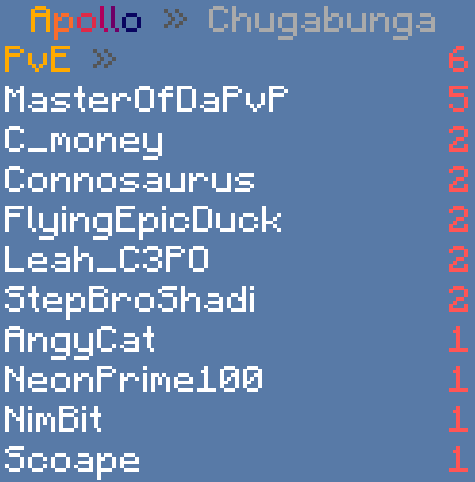 Apollo » Chugabunga
PvE » 6
MasterOfDaPvP 5
C_money 2
Connosaurus 2
FlyingEpicDuck 2
Leah_C3PO 2
StepBroShadi 2
AngyCat 1
NeonPrime100 1
NimBit 1
Scoape 1